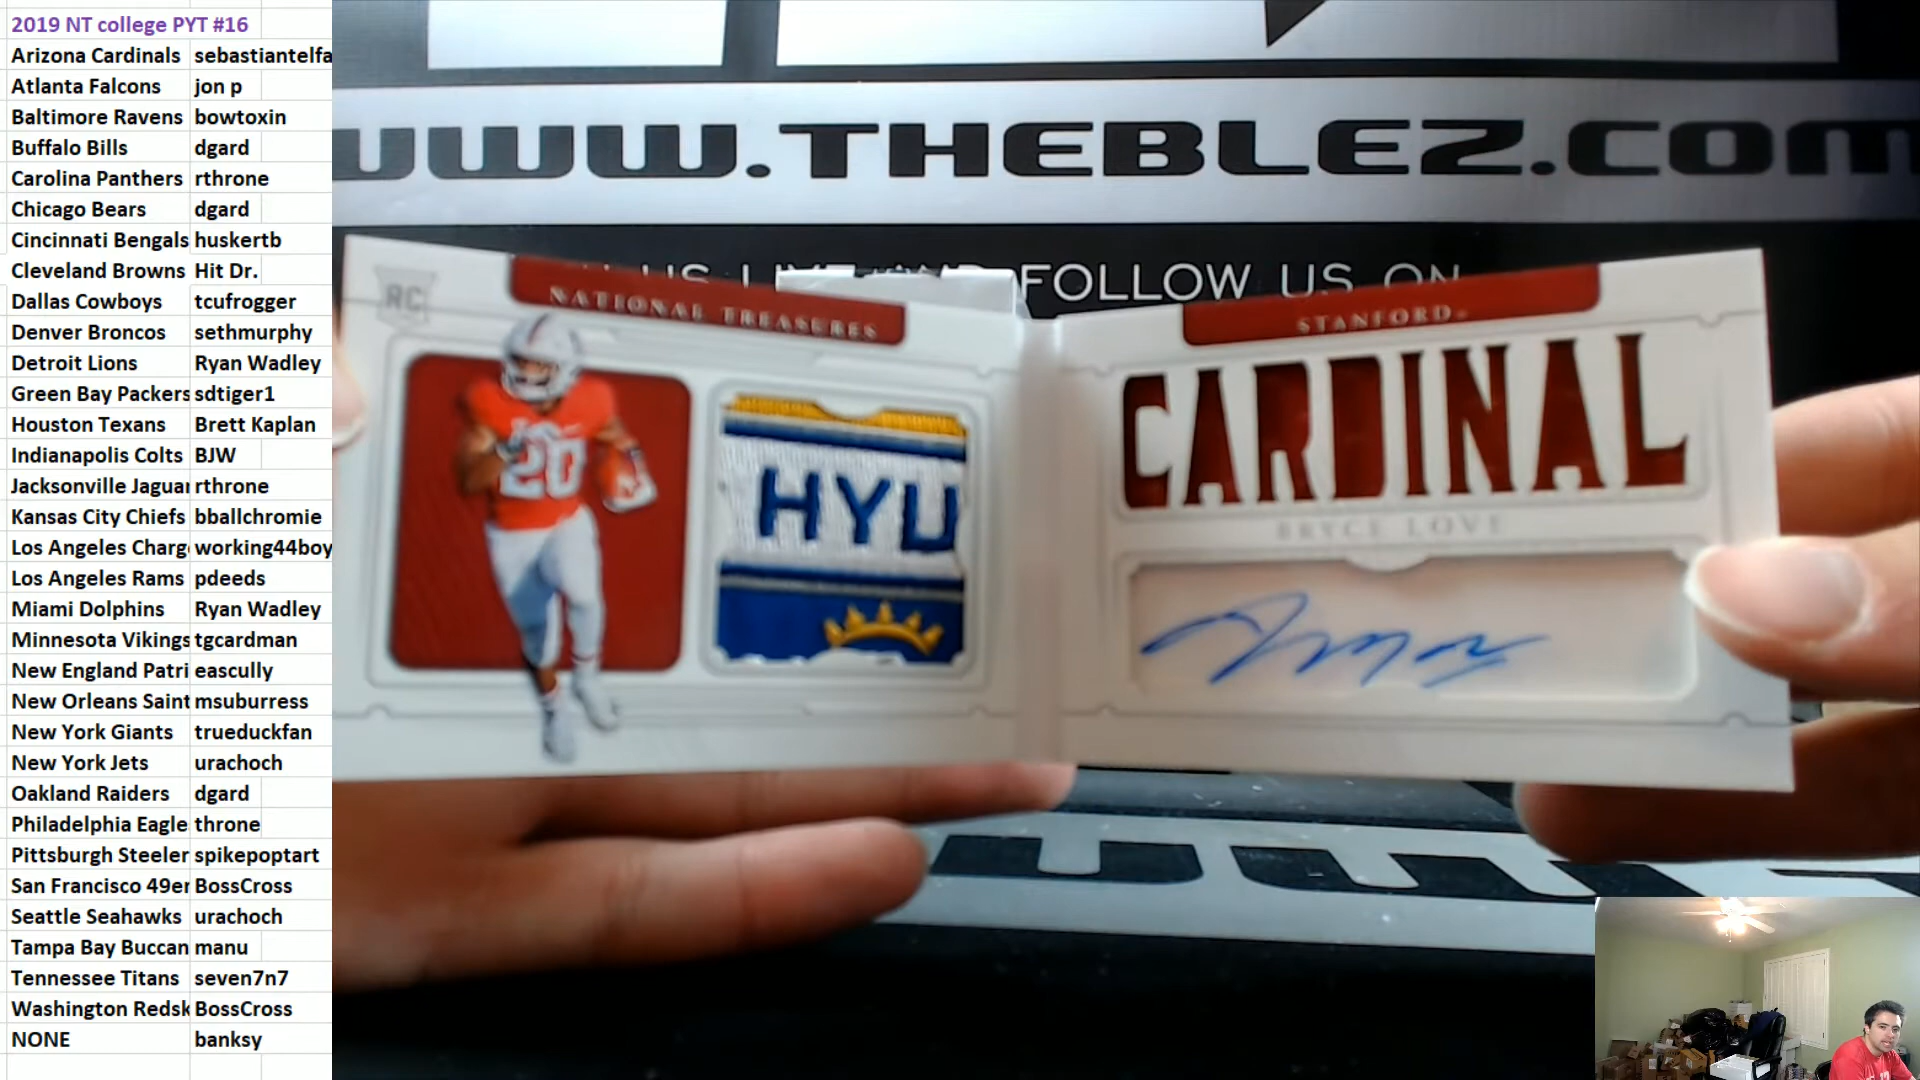 2019 NT college PYT #16
Arizona Cardinals sebastiantelfa
Atlanta Falcons jon p
Baltimore Ravens bowtoxin
Buffalo Bills dgard
Carolina Panthers rthrone
Chicago Bears dgard
Cincinnati Bengals huskertb
Cleveland Browns Hit Dr.
Dallas Cowboys tcufrogger
Denver Broncos sethmurphy
Detroit Lions Ryan Wadley
Green Bay Packers sdtiger1
Houston Texans Brett Kaplan
Indianapolis Colts BJW
Jacksonville Jaguar rthrone
Kansas City Chiefs bballchromie
Los Angeles Charg working44boy
Los Angeles Rams pdeeds
Miami Dolphins Ryan Wadley
Minnesota Vikings tgcardman
New England Patri eascully
New Orleans Saint msuburress
New York Giants trueduckfan
New York Jets urachoch
Oakland Raiders dgard
Philadelphia Eagle throne
Pittsburgh Steeler spikepoptart
San Francisco 49er BossCross
Seattle Seahawks urachoch
Tampa Bay Buccan manu
Tennessee Titans seven7n7
Washington Redsk BossCross
NONE banksy
WWW.THEBLEZ.COM
US LIVE AND FOLLOW US ON
RC
NATIONAL TREASURES
20
HYU
STANFORD
CARDINAL
BRYCE LOVE